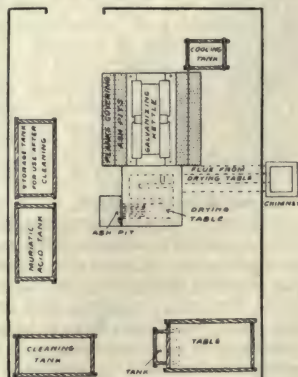 COOLING
TANK
PLANKS COVERING
ASH PITS
GALVANIZING
KETTLE
STORAGE TANK
FOR USE AFTER
CLEANING
FLUE FROM
DRYING TABLE
CHIMNEY
MURIATIC
ACID TANK
DRYING
TABLE
ASH PIT
CLEANING
TANK
TABLE
TANK